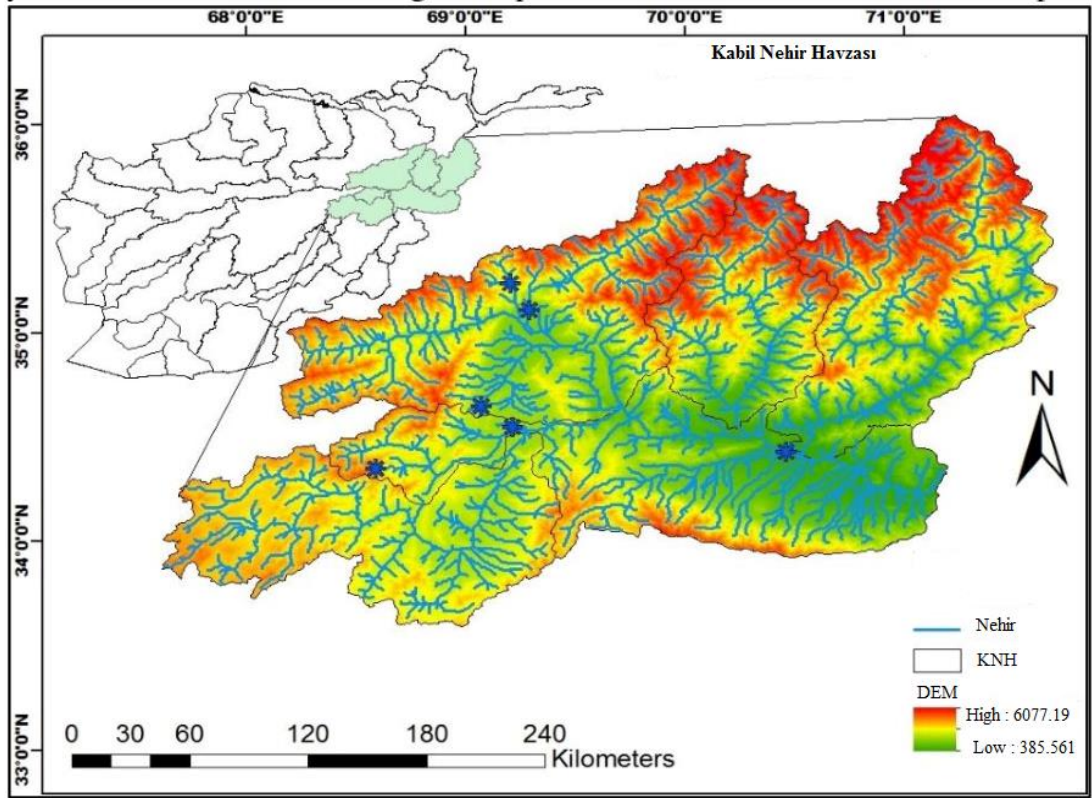 68°0'0"E 69°0'0"E 70°0'0"E 71°0'0"E
Kabil Nehir Havzası
36°0'0"N
35°0'0"N
34°0'0"N
33°0'0"N
N
Nehir
KNH
DEM
High : 6077.19
Low : 385.561
0 30 60 120 180 240
Kilometers